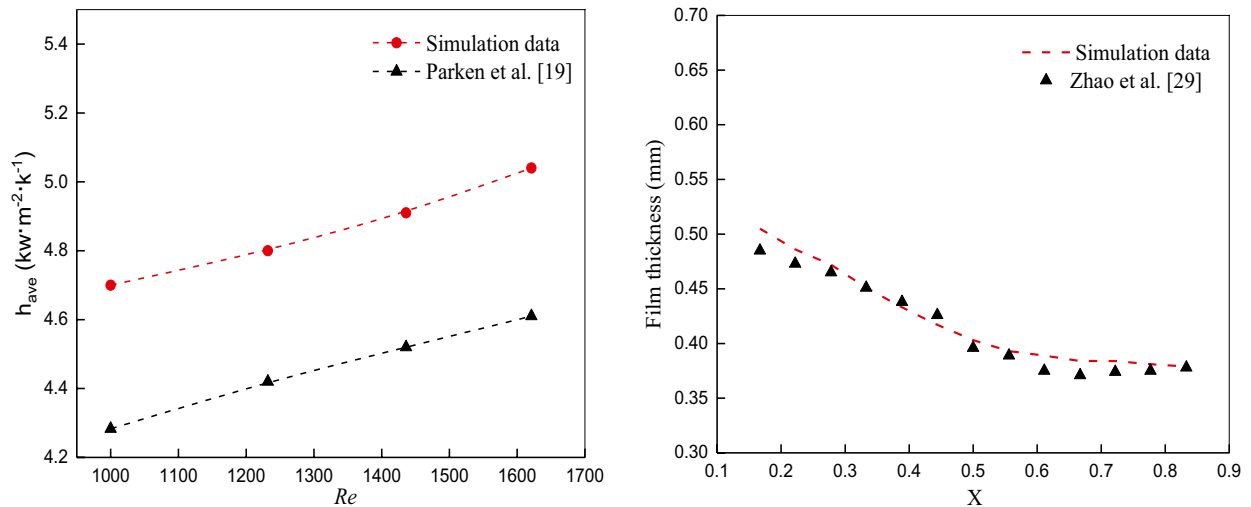 5.4
5.2
5.0
4.8
4.6
4.4
4.2
h_ave (kw·m⁻²·k⁻¹)
Simulation data
Parken et al. [19]
1000 1100 1200 1300 1400 1500 1600 1700
Re
0.70
0.65
0.60
0.55
0.50
0.45
0.40
0.35
0.30
Film thickness (mm)
Simulation data
Zhao et al. [29]
0.1 0.2 0.3 0.4 0.5 0.6 0.7 0.8 0.9
X